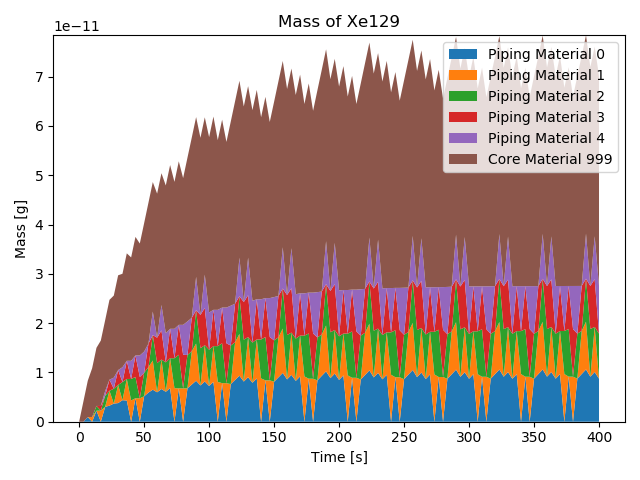 Mass of Xe129
1e−11
Piping Material 0
Piping Material 1
Piping Material 2
Piping Material 3
Piping Material 4
Core Material 999
Mass [g]
7
6
5
4
3
2
1
0
0 50 100 150 200 250 300 350 400
Time [s]